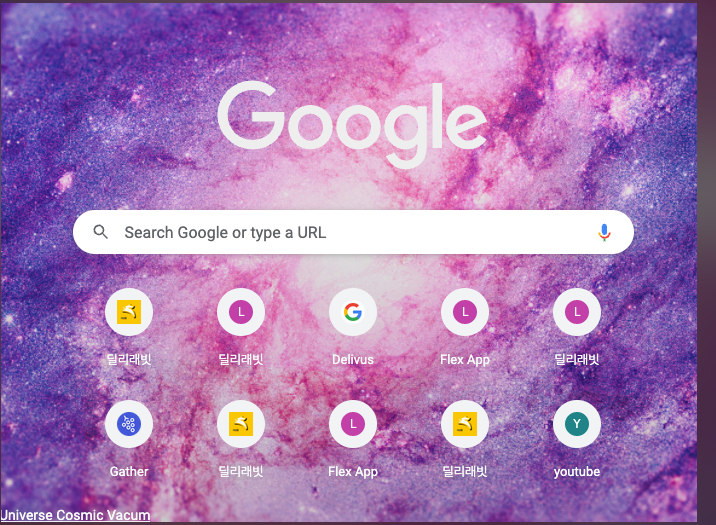 Google
Search Google or type a URL
L
G
L
L
딜리래빗
딜리래빗
Delivus
Flex App
딜리래빗
L
Y
Gather
딜리래빗
Flex App
딜리래빗
youtube
Universe Cosmic Vacum